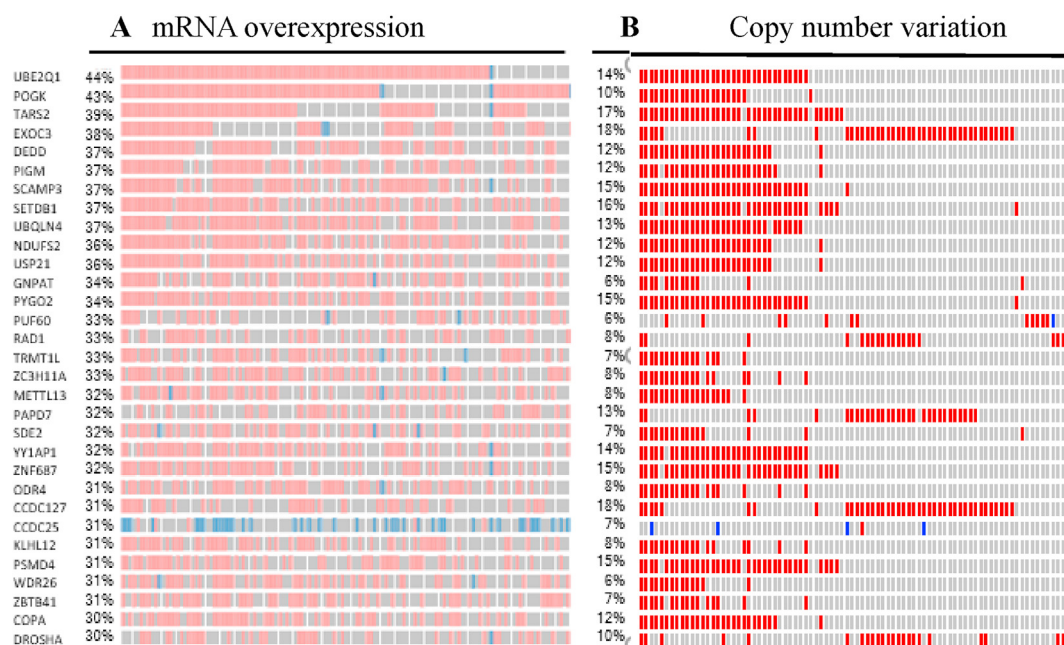 A mRNA overexpression B Copy number variation
UBE2Q1 44% 14%
POGK 43% 10%
TARS2 39% 17%
EXOC3 38% 18%
DEDD 37% 12%
PIGM 37% 12%
SCAMP3 37% 15%
SETDB1 37% 16%
UBQLN4 37% 13%
NDUFS2 36% 12%
USP21 36% 12%
GNPAT 34% 6%
PYGO2 34% 15%
PUF60 33% 6%
RAD1 33% 8%
TRMT1L 33% 7%
ZC3H11A 33% 8%
METTL13 32% 8%
PAPD7 32% 13%
SDE2 32% 7%
YY1AP1 32% 14%
ZNF687 32% 15%
ODR4 31% 8%
CCDC127 31% 18%
CCDC25 31% 7%
KLHL12 31% 8%
PSMD4 31% 15%
WDR26 31% 6%
ZBTB41 31% 7%
COPA 30% 12%
DROSHA 30% 10%